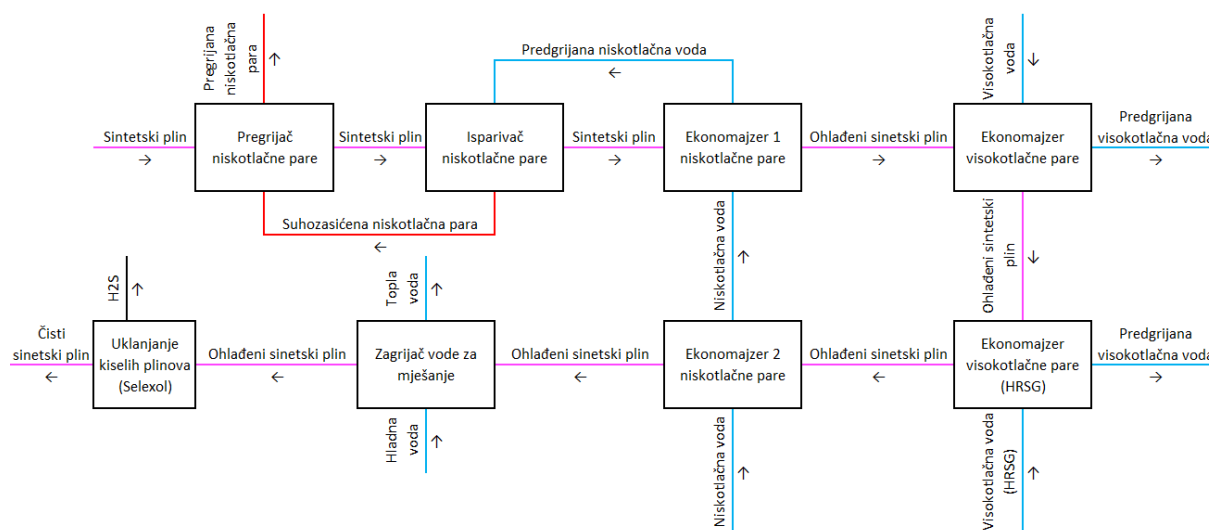 Pregrijana
niskotlačna
para
Predgrijana niskotlačna voda
Visokotlačna
voda
Sintetski plin
Pregrijač
niskotlačne pare
Sintetski plin
Isparivač
niskotlačne pare
Sintetski plin
Ekonomajzer 1
niskotlačne pare
Ohlađeni sinetski plin
Ekonomajzer
visokotlačne pare
Predgrijana
visokotlačna voda
Suhozasićena niskotlačna para
H2S
Topla
voda
Niskotlačna voda
Ohlađeni sintetski
plin
Čisti
sinetski plin
Uklanjanje
kiselih plinova
(Selexol)
Ohlađeni sinetski plin
Zagrijač vode za
mješanje
Ohlađeni sinetski plin
Ekonomajzer 2
niskotlačne pare
Ohlađeni sinetski plin
Ekonomajzer
visokotlačne pare
(HRSG)
Predgrijana
visokotlačna voda
Hladna
voda
Niskotlačna voda
Visokotlačna voda
(HRSG)